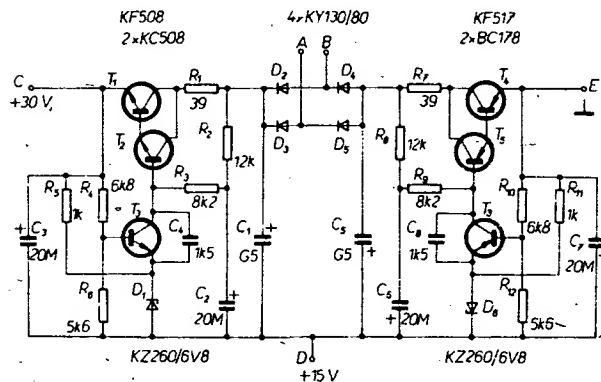 KF508
2×KC508
4×KY130/80
KF517
2×BC178
C
+30 V,
T1
R1
39
D2
A
B
D4
R7
39
T4
E
T2
R2
12k
D3
D5
R8
12k
T5
R3
8k2
R9
8k2
R5
1k
R4
6k8
R10
6k8
R11
1k
C3
20M
T3
C4
1k5
C1
G5
C5
G5
C8
1k5
T3
C7
20M
R6
5k6
D1
C2
20M
C6
20M
D6
R12
5k6
KZ260/6V8
D
+15 V
KZ260/6V8